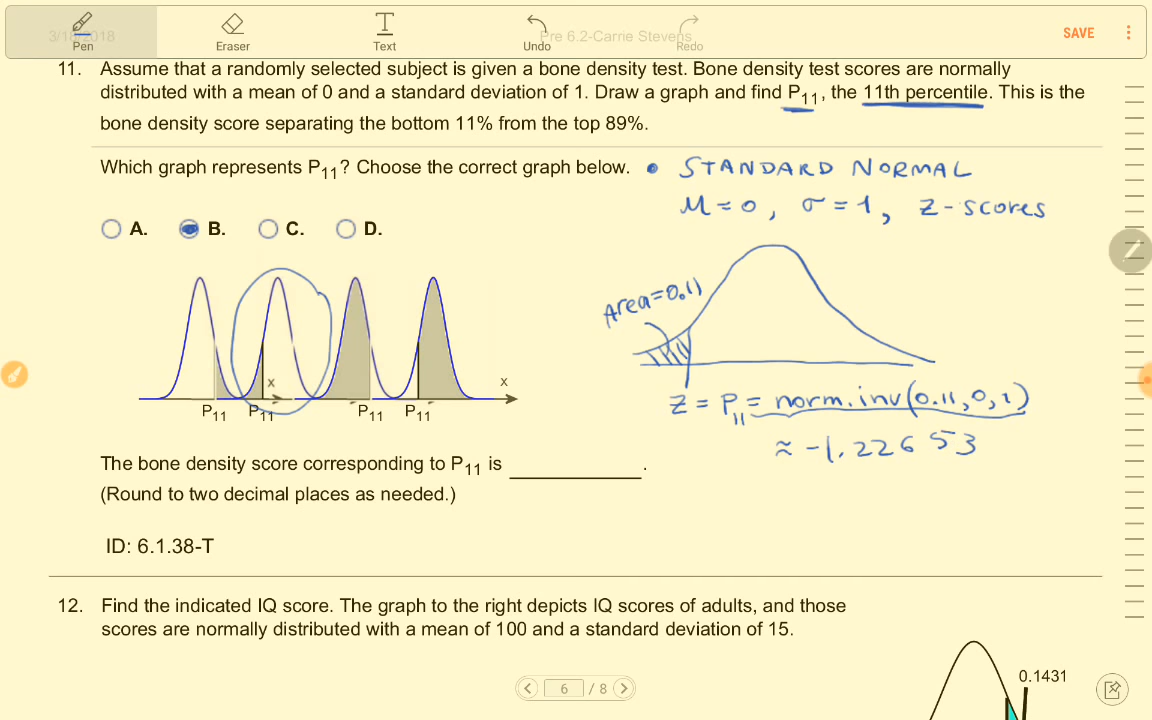 3/18/2018 Pre 6.2-Carrie Stevens
Pen Eraser Text Undo Redo SAVE
11. Assume that a randomly selected subject is given a bone density test. Bone density test scores are normally
distributed with a mean of 0 and a standard deviation of 1. Draw a graph and find P11, the 11th percentile. This is the
bone density score separating the bottom 11% from the top 89%.
Which graph represents P11? Choose the correct graph below.
• STANDARD NORMAL
μ=0, σ=1, Z-scores
A. B. C. D.
Area=0.11
x x
P11 P11 P11 P11
Z = P11 = norm.inv(0.11,0,1)
≈ -1.22653
The bone density score corresponding to P11 is ____________.
(Round to two decimal places as needed.)
ID: 6.1.38-T
12. Find the indicated IQ score. The graph to the right depicts IQ scores of adults, and those
scores are normally distributed with a mean of 100 and a standard deviation of 15.
0.1431
6 / 8